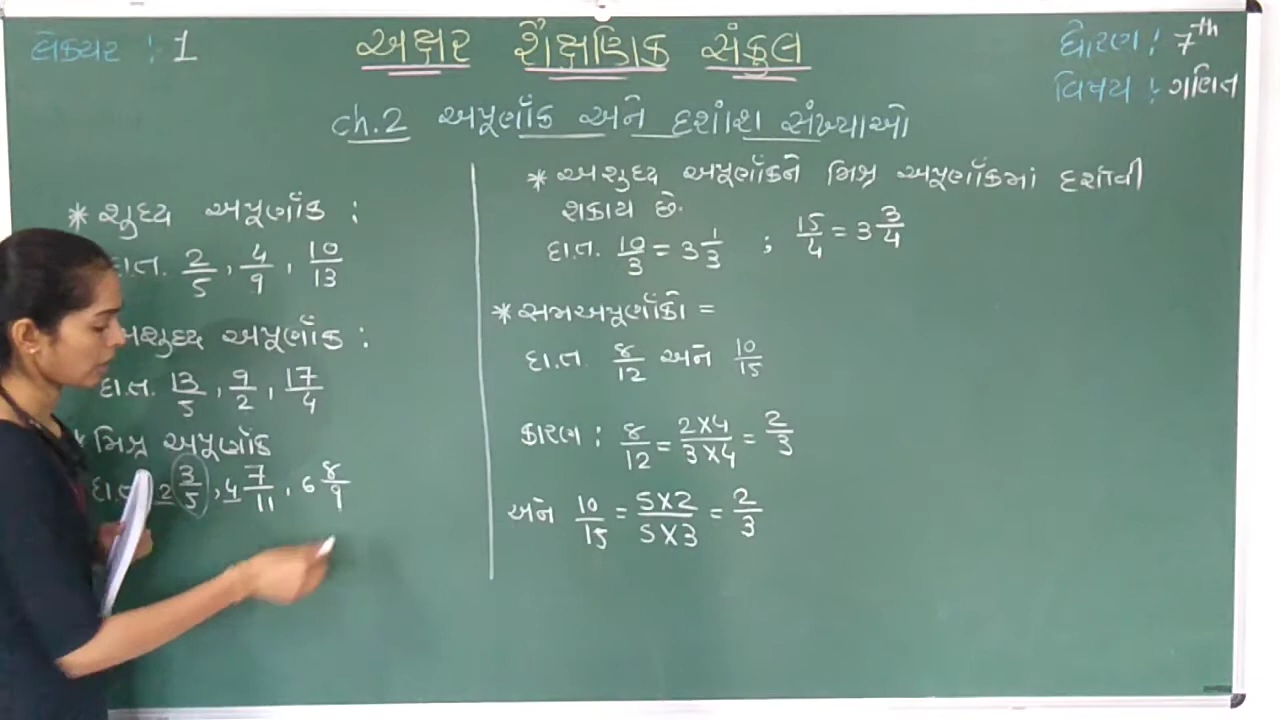 લેકચર : 1
અક્ષર શૈક્ષણિક સંકુલ
ધોરણ : 7th
વિષય : ગણિત
ch.2 અપૂર્ણાંક અને દશાંશ સંખ્યાઓ
* શુદ્ધ અપૂર્ણાંક :
દા.ત. 2/5, 4/9, 10/13
અશુદ્ધ અપૂર્ણાંક :
દા.ત. 13/5, 9/2, 17/4
* મિશ્ર અપૂર્ણાંક
દા.ત. 2 3/5, 4 7/11, 6 8/9
* અશુદ્ધ અપૂર્ણાંકને મિશ્ર અપૂર્ણાંકમાં દર્શાવી
શકાય છે.
દા.ત. 10/3 = 3 1/3 ; 15/4 = 3 3/4
* સમઅપૂર્ણાંકો =
દા.ત. 8/12 અને 10/15
કારણ : 8/12 = 2×4/3×4 = 2/3
અને 10/15 = 5×2/5×3 = 2/3